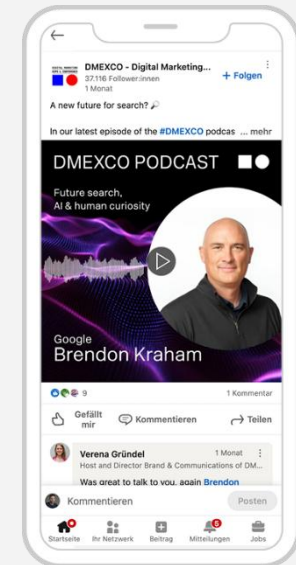 DMEXCO - Digital Marketing...
37.116 Follower:innen
1 Monat
+ Folgen
A new future for search?
In our latest episode of the #DMEXCO podcas ... mehr
DMEXCO PODCAST
Future search,
AI & human curiosity
Google
Brendon Kraham
9
1 Kommentar
Gefällt
mir
Kommentieren
Teilen
Verena Gründel
1 Monat
Host and Director Brand & Communications of DM...
Was great to talk to you, again Brendon
Kommentieren
Posten
Startseite
Ihr Netzwerk
Beitrag
5
Mitteilungen
Jobs